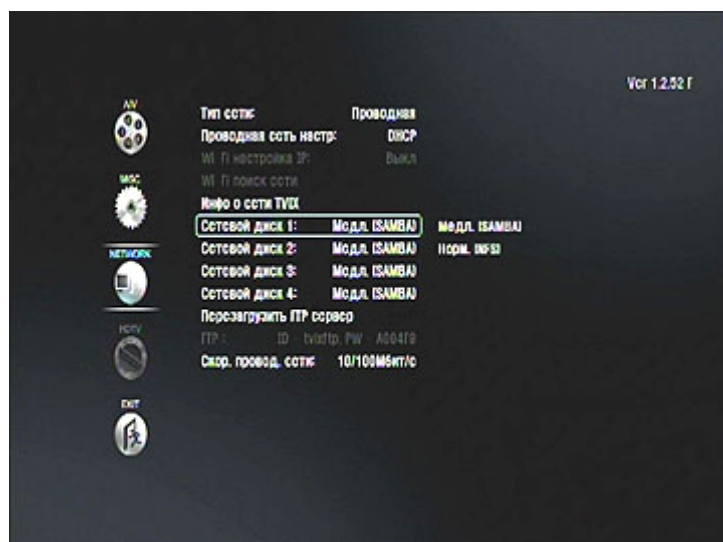 Ver 1.2.52 F
A/V
Тип сети: Проводная
Проводная сеть настр: DHCP
Wi Fi настройка IP: Выкл
MISC
Wi Fi поиск сети
Инфо о сети TVIX
Сетевой диск 1: Медл. (SAMBA) Медл. (SAMBA)
NETWORK
Сетевой диск 2: Медл. (SAMBA) Норм. (NFS)
Сетевой диск 3: Медл. (SAMBA)
Сетевой диск 4: Медл. (SAMBA)
Перезагрузить FTP сервер
HDTV
FTP : ID tvixftp, PW
Скор. провод. сети: 10/100Мбит/с
EXIT